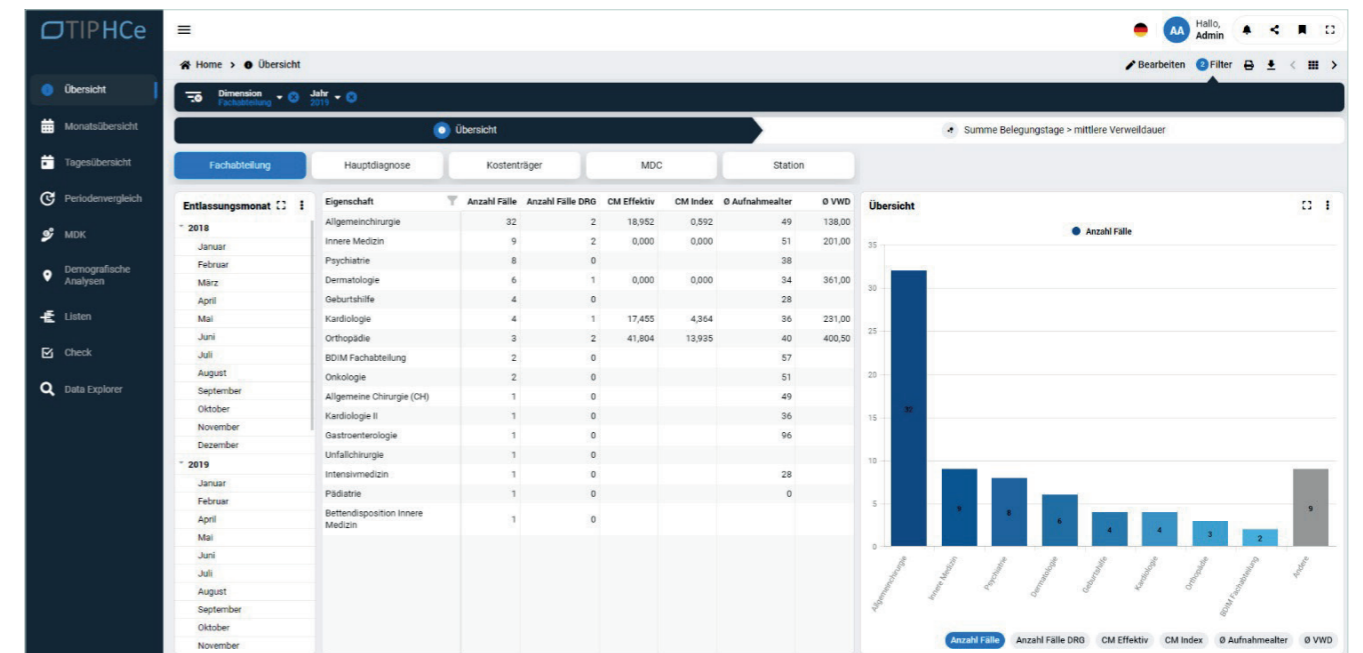 TIPHCe
Hallo,
AA Admin
Home > Übersicht
Bearbeiten 2 Filter
Dimension Jahr
Fachabteilung 2019
Übersicht
Summe Belegungstage > mittlere Verweildauer
Fachabteilung Hauptdiagnose Kostenträger MDC Station
Übersicht
Monatsübersicht
Tagesübersicht
Periodenvergleich
MDK
Demografische
Analysen
Listen
Check
Data Explorer
Entlassungsmonat
2018
Januar
Februar
März
April
Mai
Juni
Juli
August
September
Oktober
November
Dezember
2019
Januar
Februar
April
Mai
Juni
Juli
August
September
Oktober
November
Eigenschaft Anzahl Fälle Anzahl Fälle DRG CM Effektiv CM Index Ø Aufnahmealter Ø VWD
Allgemeinchirurgie 32 2 18,952 0,592 49 138,00
Innere Medizin 9 2 0,000 0,000 51 201,00
Psychiatrie 8 0 38
Dermatologie 6 1 0,000 0,000 34 361,00
Geburtshilfe 4 0 28
Kardiologie 4 1 17,455 4,364 36 231,00
Orthopädie 3 2 41,804 13,935 40 400,50
BDIM Fachabteilung 2 0 57
Onkologie 2 0 51
Allgemeine Chirurgie (CH) 1 0 49
Kardiologie II 1 0 36
Gastroenterologie 1 0 96
Unfallchirurgie 1 0
Intensivmedizin 1 0 28
Pädiatrie 1 0 0
Bettendisposition Innere
Medizin 1 0
Übersicht
Anzahl Fälle
35
30
25
20
15
10
5
0
32 9 8 6 4 4 3 2 9
Allgemeinchirurgie
Innere Medizin
Psychiatrie
Dermatologie
Geburtshilfe
Kardiologie
Orthopädie
BDIM Fachabteilung
Andere
Anzahl Fälle Anzahl Fälle DRG CM Effektiv CM Index Ø Aufnahmealter Ø VWD